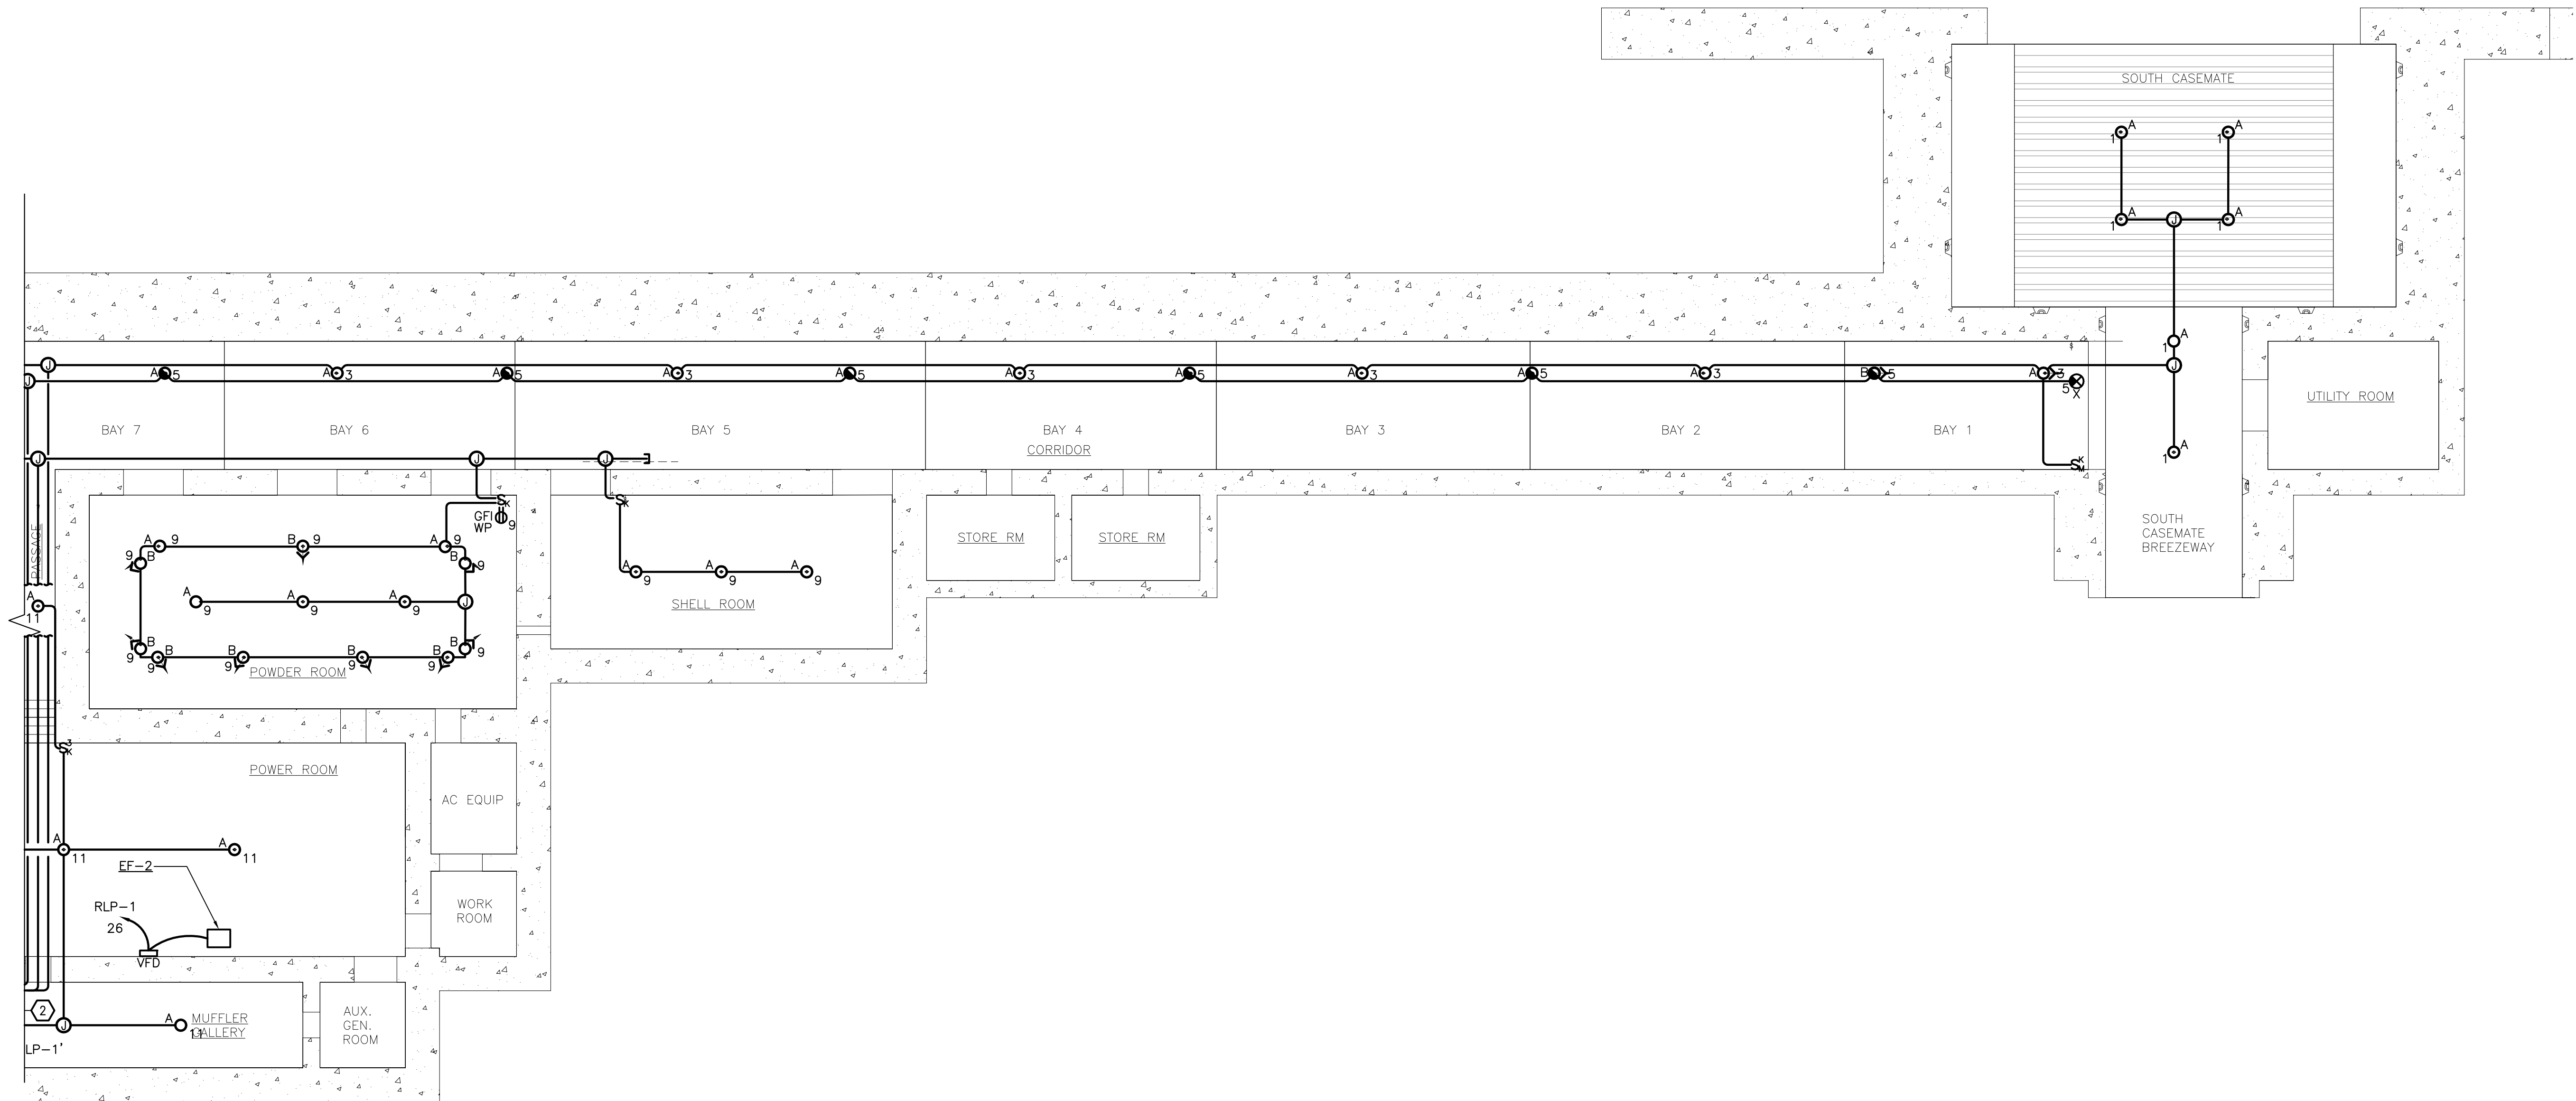 SOUTH CASEMATE
A A
1 1
A J A
1 1
A
1
J
J A 5 A 3 A 5 A 3 A 5 A 3 A 5 A 3 A 5 A 3 B 5 A 3
J 5
X
UTILITY ROOM
BAY 7 BAY 6 BAY 5 BAY 4 BAY 3 BAY 2 BAY 1
CORRIDOR
A
1
J J J
S K
M
S K S K
GFI
WP 9
PASSAGE
SOUTH
CASEMATE
BREEZEWAY
STORE RM STORE RM
A 9 B 9 A 9
9 B B 9
A 9 A 9 A 9
A 9 A 9 A 9 J
SHELL ROOM
A
11
B B
9 B B B B 9
9 9 9 9
POWDER ROOM
S 3
K
POWER ROOM
AC EQUIP
A A
11 11
EF-2
RLP-1
26
VFD
WORK
ROOM
2
J A 11
MUFFLER
GALLERY
AUX.
GEN.
ROOM
LP-1'